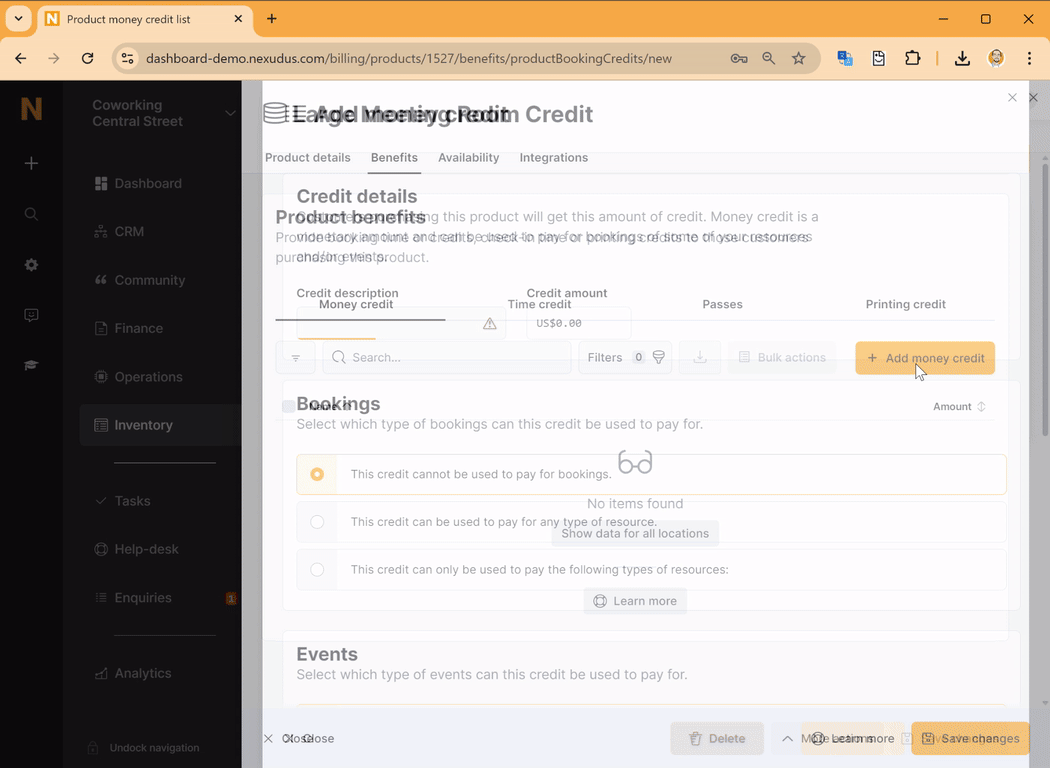 Product money credit list
dashboard-demo.nexudus.com/billing/products/1527/benefits/productBookingCredits/new
N
Coworking
Central Street
Dashboard
CRM
Community
Finance
Operations
Inventory
Tasks
Help-desk
Enquiries
Analytics
Undock navigation
Add money credit
Large Meeting Room Credit
Product details
Benefits
Availability
Integrations
Credit details
Customers purchasing this product will get this amount of credit. Money credit is a
monetary amount and can be used to pay for bookings of some of your resources
and/or events.
Product benefits
Provide booking time or credits, check-in time or printing credits to those customers
purchasing this product.
Credit description
Credit amount
US$0.00
Money credit
Time credit
Passes
Printing credit
Search...
Filters 0
Bulk actions
+ Add money credit
Name
Amount
Bookings
Select which type of bookings can this credit be used to pay for.
This credit cannot be used to pay for bookings.
No items found
This credit can be used to pay for any type of resource.
Show data for all locations
This credit can only be used to pay the following types of resources:
Learn more
Events
Select which type of events can this credit be used to pay for.
Close
Close
Delete
More actions
Learn more
Save changes